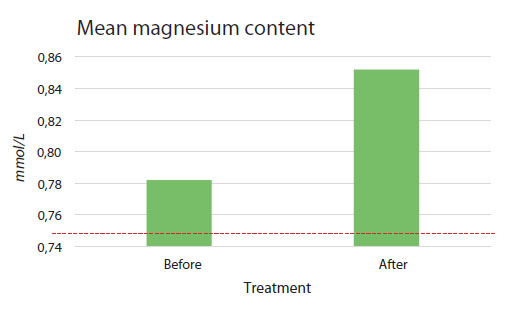 Mean magnesium content
0,86
0,84
0,82
0,80
0,78
0,76
0,74
mmol/L
Before
After
Treatment